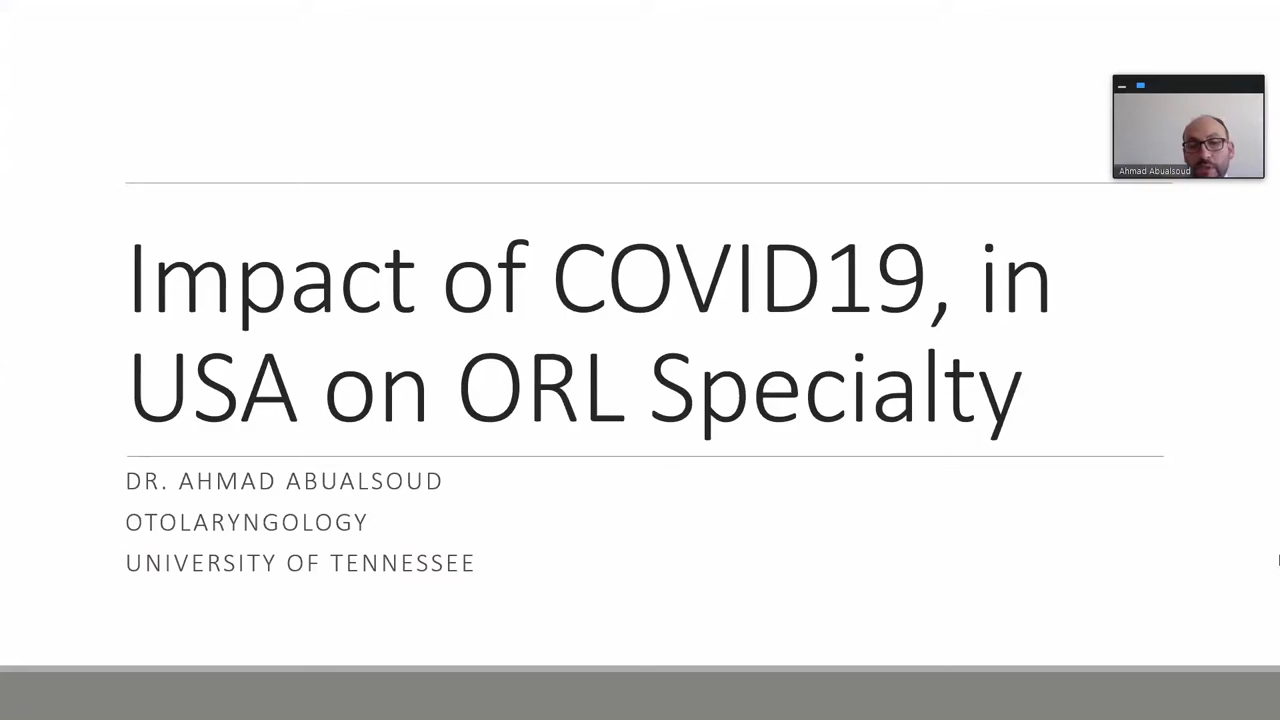 Ahmad Abualsoud
Impact of COVID19, in
USA on ORL Specialty
DR. AHMAD ABUALSOUD
OTOLARYNGOLOGY
UNIVERSITY OF TENNESSEE